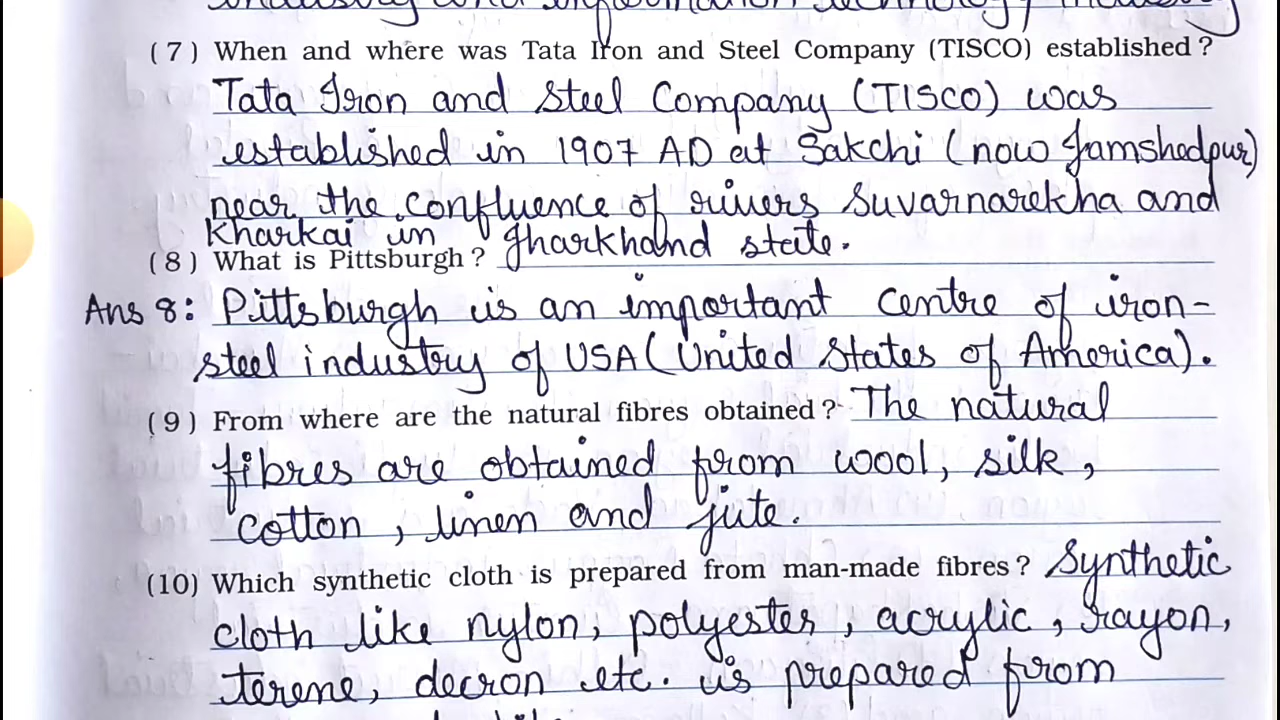 industry and information technology industry
(7) When and where was Tata Iron and Steel Company (TISCO) established ?
Tata Iron and Steel Company (TISCO) was
established in 1907 AD at Sakchi (now Jamshedpur)
near the confluence of rivers Suvarnarekha and
Kharkai in Jharkhand state.
(8) What is Pittsburgh ?
Ans 8: Pittsburgh is an important centre of iron-
steel industry of USA (United States of America).
(9) From where are the natural fibres obtained ? The natural
fibres are obtained from wool, silk,
cotton, linen and jute.
(10) Which synthetic cloth is prepared from man-made fibres ? Synthetic
cloth like nylon, polyester, acrylic, rayon,
terene, decron etc. is prepared from